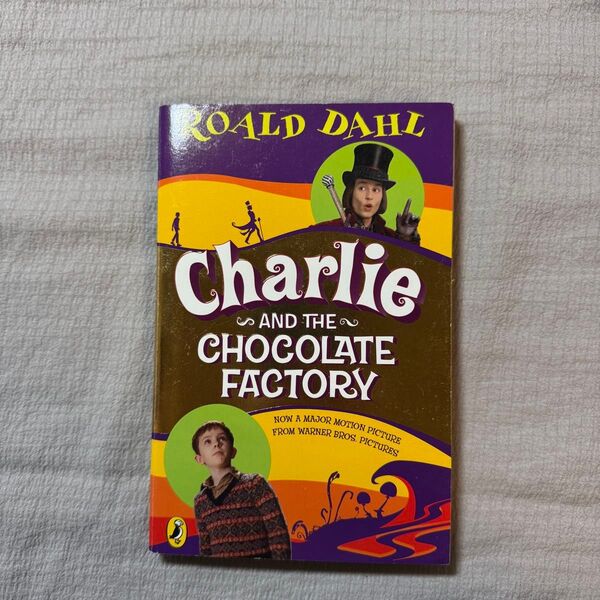 ROALD DAHL
Charlie
AND THE
CHOCOLATE
FACTORY
NOW A MAJOR MOTION PICTURE
FROM WARNER BROS. PICTURES